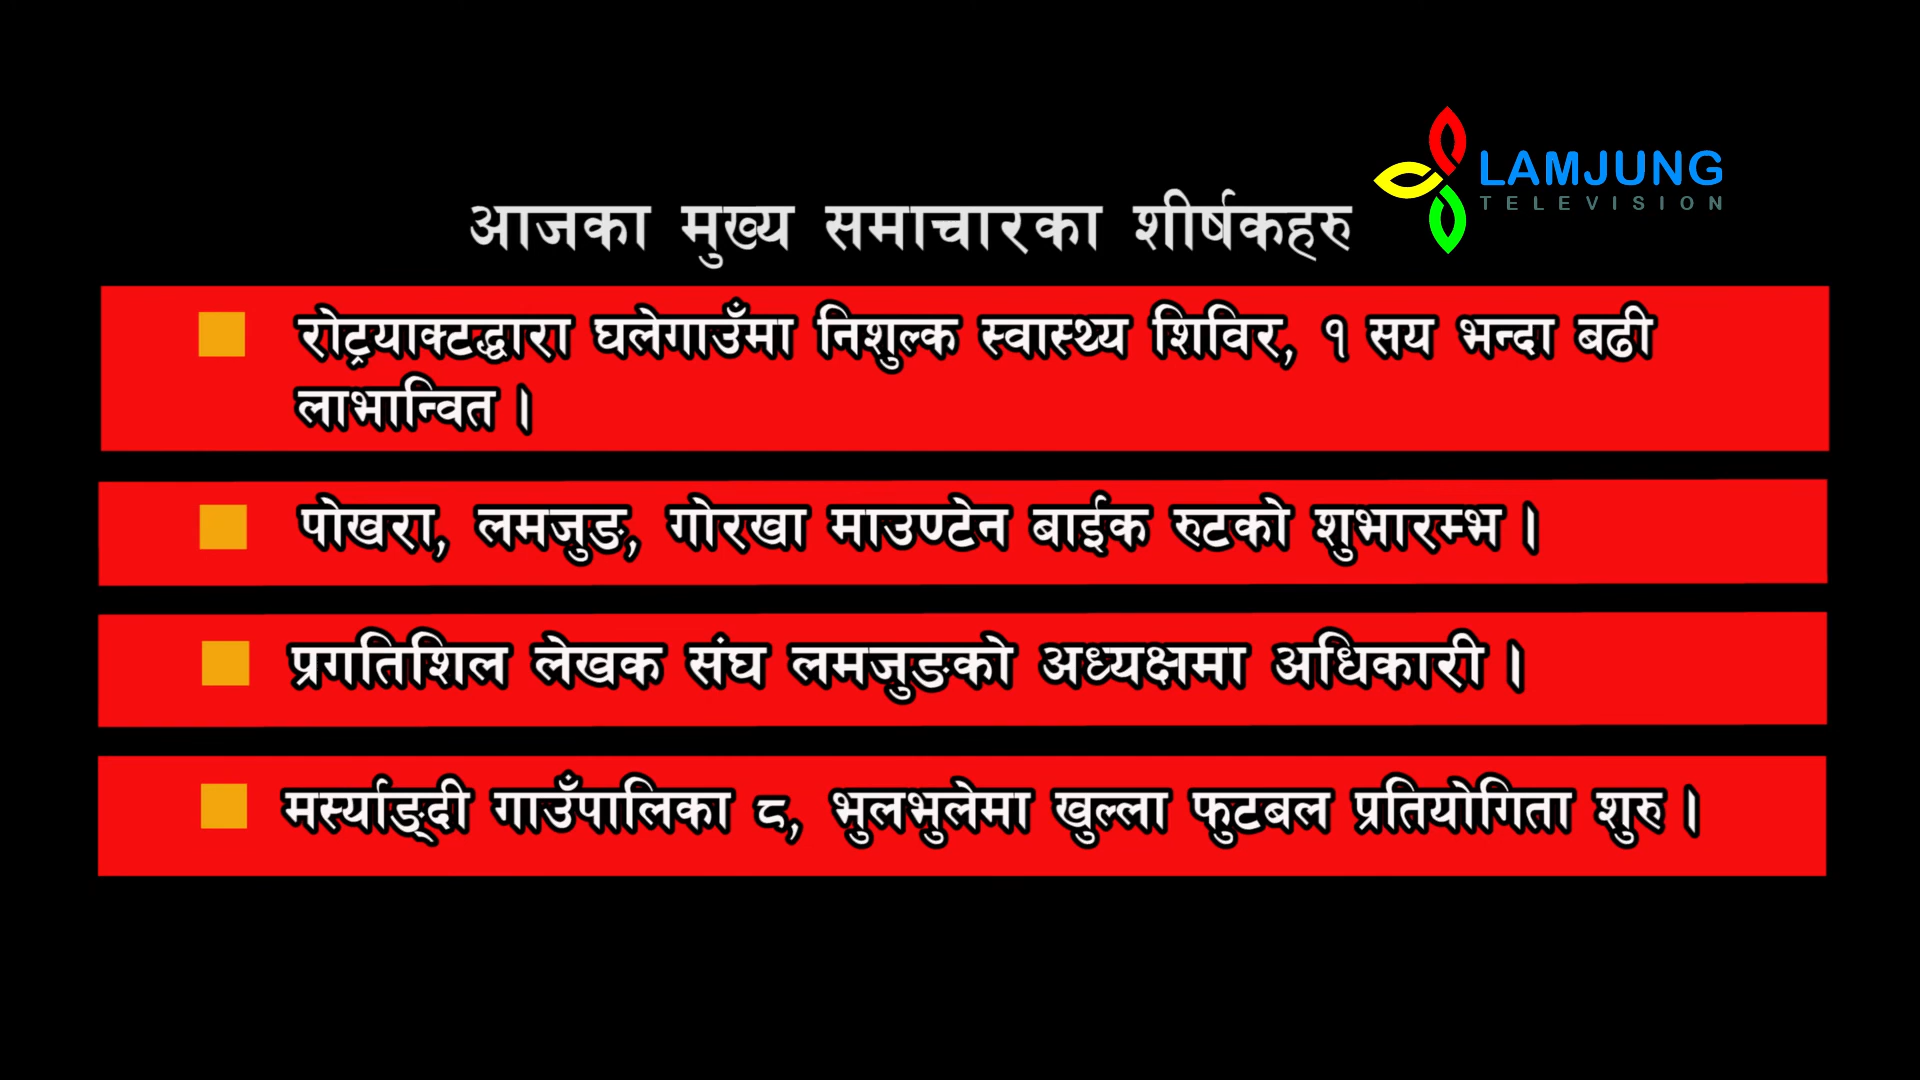 LAMJUNG
TELEVISION
आजका मुख्य समाचारका शीर्षकहरु
रोट्रयाक्टद्धारा घलेगाउँमा निशुल्क स्वास्थ्य शिविर, १ सय भन्दा बढी
लाभान्वित ।
पोखरा, लमजुङ, गोरखा माउण्टेन बाईक रुटको शुभारम्भ ।
प्रगतिशिल लेखक संघ लमजुङको अध्यक्षमा अधिकारी ।
मर्स्याङ्दी गाउँपालिका ८, भुलभुलेमा खुल्ला फुटबल प्रतियोगिता शुरु ।